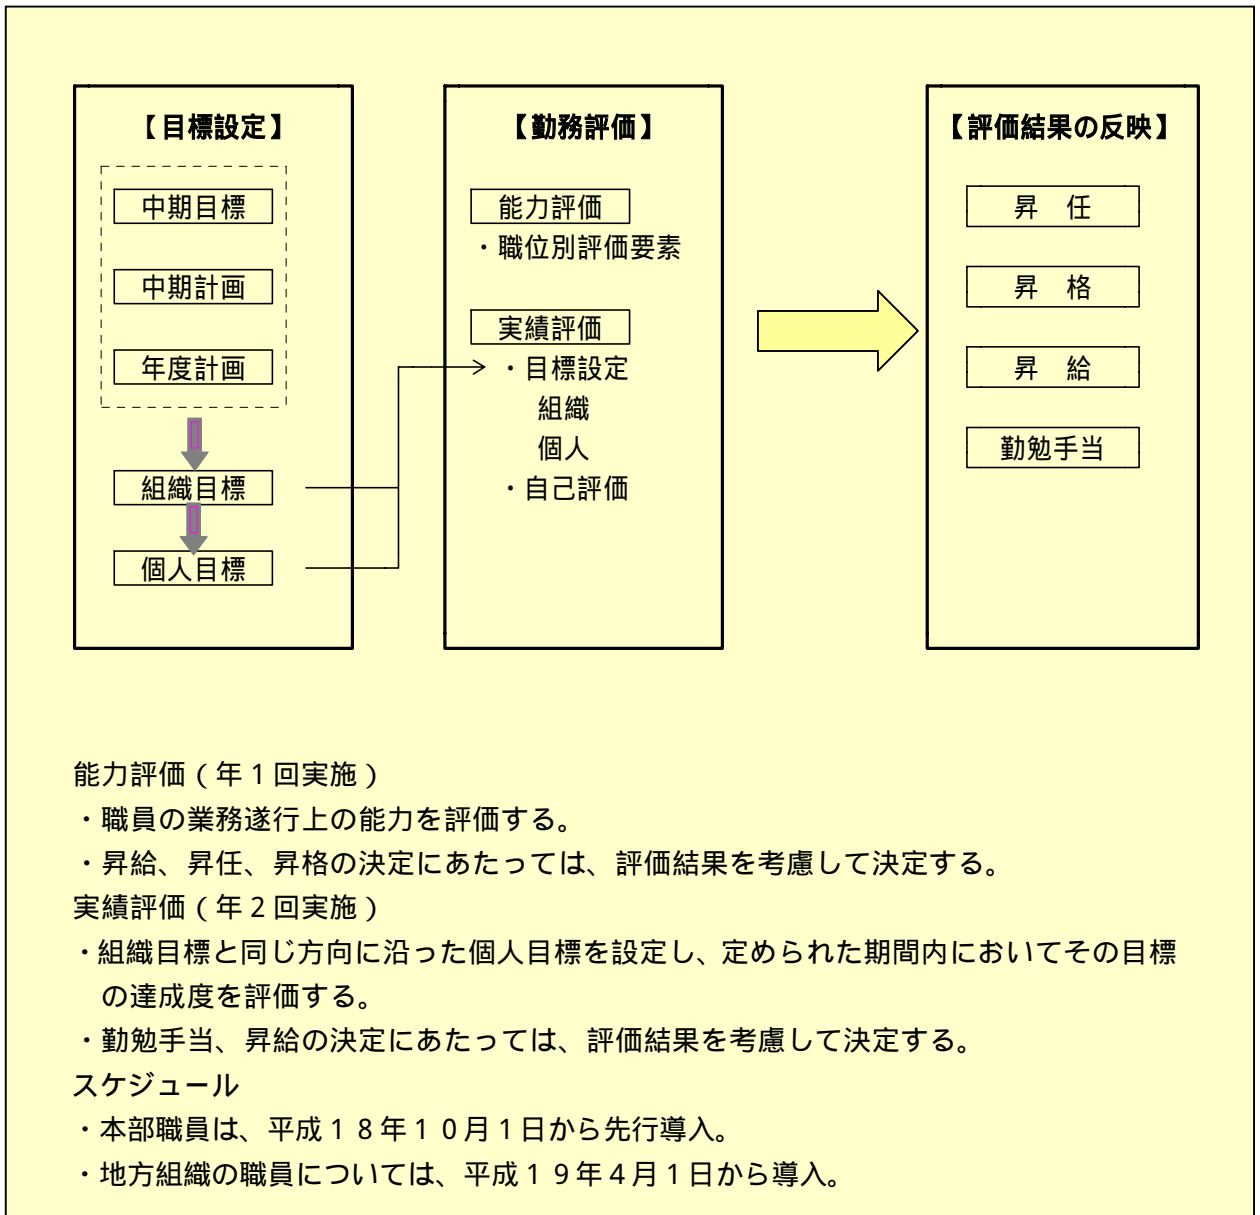 【目標設定】
中期目標
中期計画
年度計画
組織目標
個人目標
【勤務評価】
能力評価
・職位別評価要素
実績評価
・目標設定
組織
個人
・自己評価
【評価結果の反映】
昇　任
昇　格
昇　給
勤勉手当
能力評価（年１回実施）
・職員の業務遂行上の能力を評価する。
・昇給、昇任、昇格の決定にあたっては、評価結果を考慮して決定する。
実績評価（年２回実施）
・組織目標と同じ方向に沿った個人目標を設定し、定められた期間内においてその目標
の達成度を評価する。
・勤勉手当、昇給の決定にあたっては、評価結果を考慮して決定する。
スケジュール
・本部職員は、平成１８年１０月１日から先行導入。
・地方組織の職員については、平成１９年４月１日から導入。